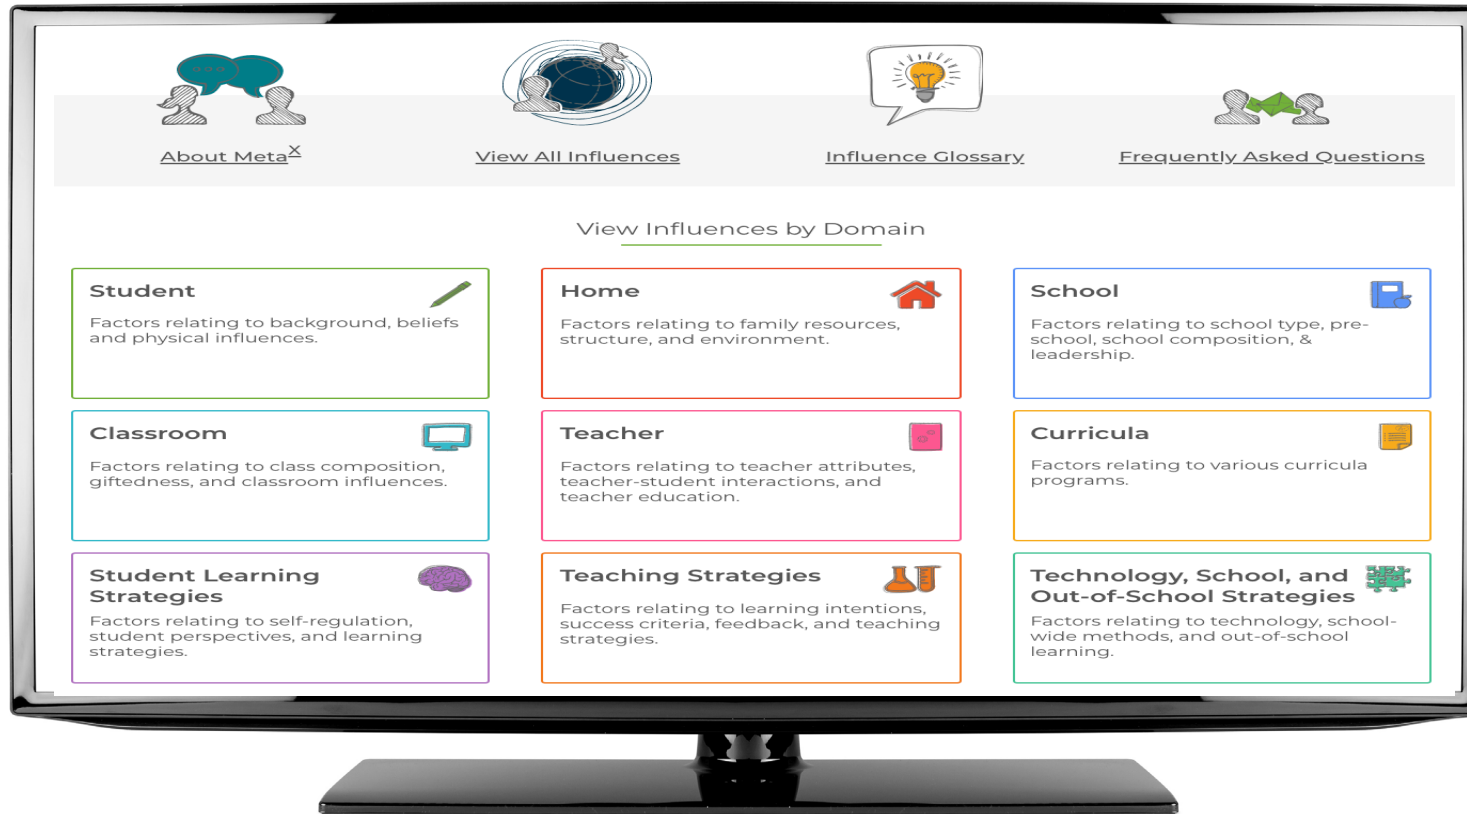 About Meta^X
View All Influences
Influence Glossary
Frequently Asked Questions
View Influences by Domain
Student
Factors relating to background, beliefs
and physical influences.
Home
Factors relating to family resources,
structure, and environment.
School
Factors relating to school type, pre-
school, school composition, &
leadership.
Classroom
Factors relating to class composition,
giftedness, and classroom influences.
Teacher
Factors relating to teacher attributes,
teacher-student interactions, and
teacher education.
Curricula
Factors relating to various curricula
programs.
Student Learning
Strategies
Factors relating to self-regulation,
student perspectives, and learning
strategies.
Teaching Strategies
Factors relating to learning intentions,
success criteria, feedback, and teaching
strategies.
Technology, School, and
Out-of-School Strategies
Factors relating to technology, school-
wide methods, and out-of-school
learning.